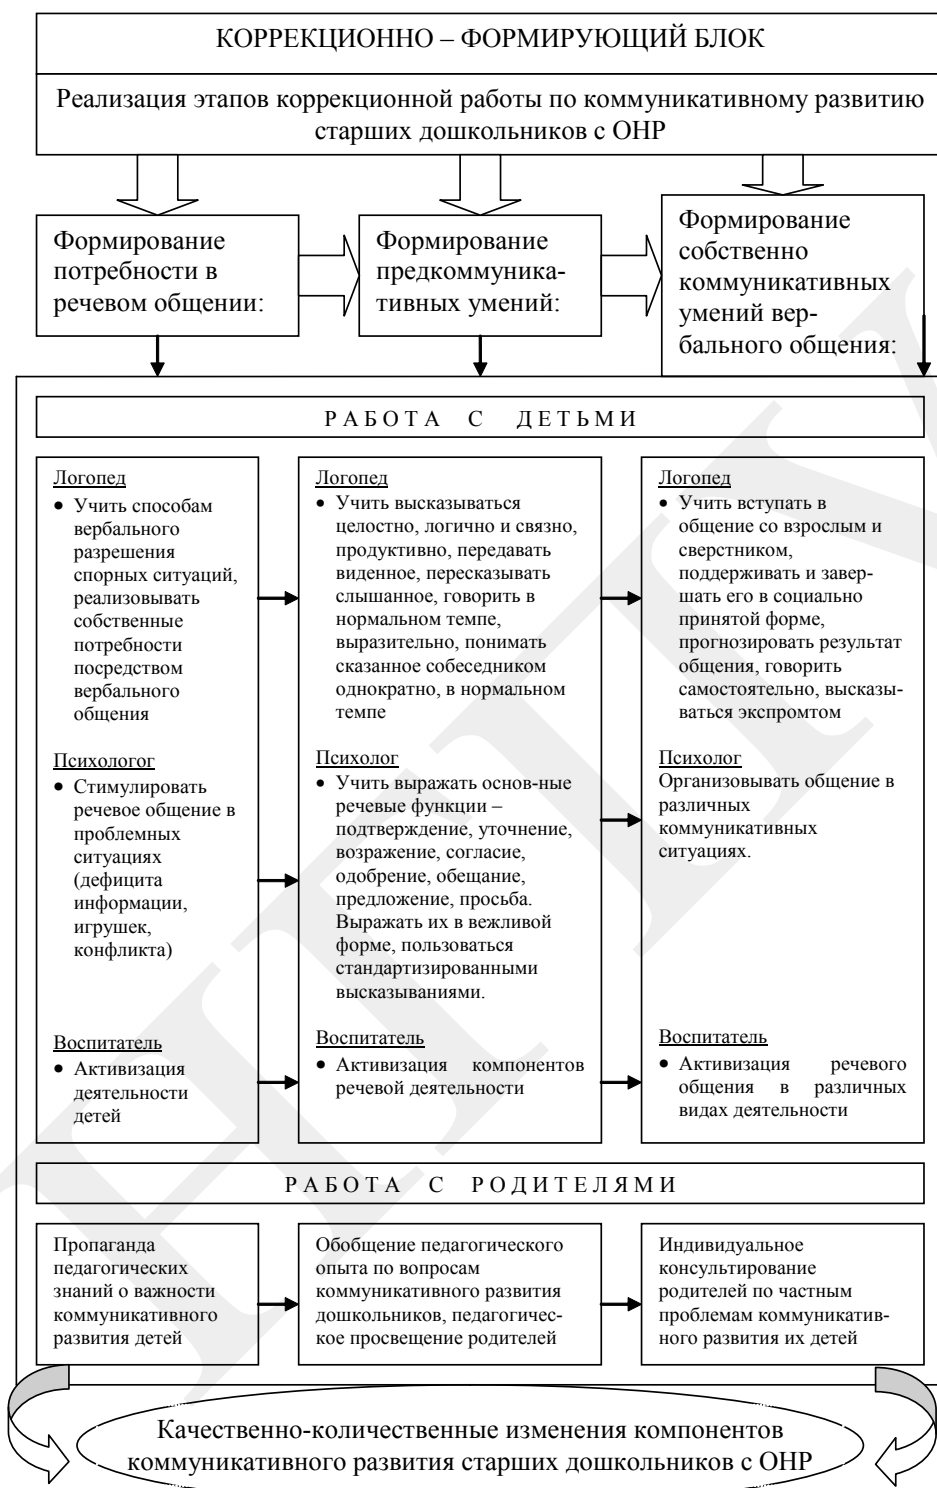 КОРРЕКЦИОННО – ФОРМИРУЮЩИЙ БЛОК
Реализация этапов коррекционной работы по коммуникативному развитию
старших дошкольников с ОНР
Формирование
потребности в
речевом общении:
Формирование
предкоммуника-
тивных умений:
Формирование
собственно
коммуникативных
умений вер-
бального общения:
РАБОТА С ДЕТЬМИ
Логопед
• Учить способам
вербального
разрешения
спорных ситуаций,
реализовывать
собственные
потребности
посредством
вербального
общения
Психологог
• Стимулировать
речевое общение в
проблемных
ситуациях
(дефицита
информации,
игрушек,
конфликта)
Воспитатель
• Активизация
деятельности
детей
Логопед
• Учить высказываться
целостно, логично и связно,
продуктивно, передавать
виденное, пересказывать
слышанное, говорить в
нормальном темпе,
выразительно, понимать
сказанное собеседником
однократно, в нормальном
темпе
Психолог
• Учить выражать основ-ные
речевые функции –
подтверждение, уточнение,
возражение, согласие,
одобрение, обещание,
предложение, просьба.
Выражать их в вежливой
форме, пользоваться
стандартизированными
высказываниями.
Воспитатель
• Активизация компонентов
речевой деятельности
Логопед
• Учить вступать в
общение со взрослым и
сверстником,
поддерживать и завер-
шать его в социально
принятой форме,
прогнозировать результат
общения, говорить
самостоятельно, высказы-
ваться экспромтом
Психолог
Организовывать общение в
различных
коммуникативных
ситуациях.
Воспитатель
• Активизация речевого
общения в различных
видах деятельности
РАБОТА С РОДИТЕЛЯМИ
Пропаганда
педагогических
знаний о важности
коммуникативного
развития детей
Обобщение педагогического
опыта по вопросам
коммуникативного развития
дошкольников, педагогичес-
кое просвещение родителей
Индивидуальное
консультирование
родителей по частным
проблемам коммуникатив-
ного развития их детей
Качественно-количественные изменения компонентов
коммуникативного развития старших дошкольников с ОНР